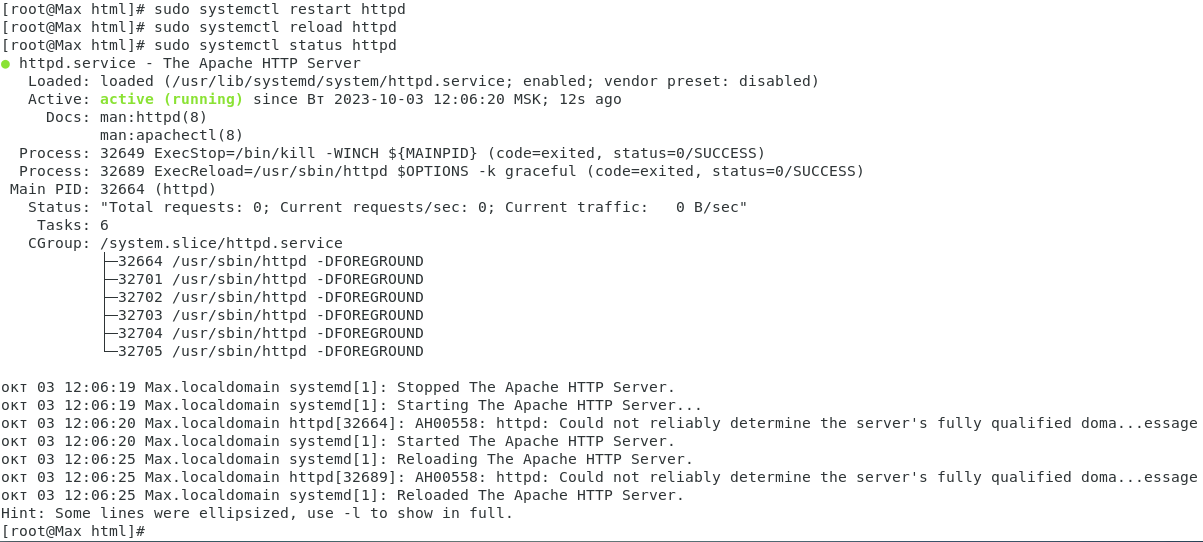 [root@Max html]# sudo systemctl restart httpd
[root@Max html]# sudo systemctl reload httpd
[root@Max html]# sudo systemctl status httpd
● httpd.service - The Apache HTTP Server
   Loaded: loaded (/usr/lib/systemd/system/httpd.service; enabled; vendor preset: disabled)
   Active: active (running) since Вт 2023-10-03 12:06:20 MSK; 12s ago
     Docs: man:httpd(8)
           man:apachectl(8)
  Process: 32649 ExecStop=/bin/kill -WINCH ${MAINPID} (code=exited, status=0/SUCCESS)
  Process: 32689 ExecReload=/usr/sbin/httpd $OPTIONS -k graceful (code=exited, status=0/SUCCESS)
 Main PID: 32664 (httpd)
   Status: "Total requests: 0; Current requests/sec: 0; Current traffic:   0 B/sec"
    Tasks: 6
   CGroup: /system.slice/httpd.service
           ├─32664 /usr/sbin/httpd -DFOREGROUND
           ├─32701 /usr/sbin/httpd -DFOREGROUND
           ├─32702 /usr/sbin/httpd -DFOREGROUND
           ├─32703 /usr/sbin/httpd -DFOREGROUND
           ├─32704 /usr/sbin/httpd -DFOREGROUND
           └─32705 /usr/sbin/httpd -DFOREGROUND

окт 03 12:06:19 Max.localdomain systemd[1]: Stopped The Apache HTTP Server.
окт 03 12:06:19 Max.localdomain systemd[1]: Starting The Apache HTTP Server...
окт 03 12:06:20 Max.localdomain httpd[32664]: AH00558: httpd: Could not reliably determine the server's fully qualified doma...essage
окт 03 12:06:20 Max.localdomain systemd[1]: Started The Apache HTTP Server.
окт 03 12:06:25 Max.localdomain systemd[1]: Reloading The Apache HTTP Server.
окт 03 12:06:25 Max.localdomain httpd[32689]: AH00558: httpd: Could not reliably determine the server's fully qualified doma...essage
окт 03 12:06:25 Max.localdomain systemd[1]: Reloaded The Apache HTTP Server.
Hint: Some lines were ellipsized, use -l to show in full.
[root@Max html]#